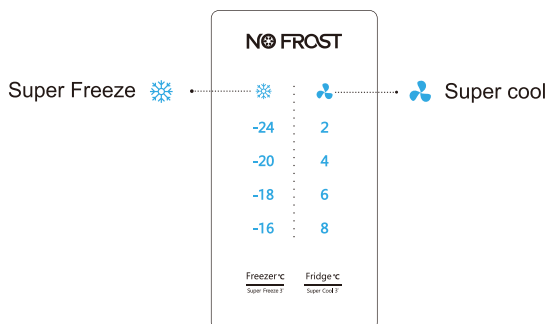 NO FROST
Super Freeze
Super cool
-24 2
-20 4
-18 6
-16 8
Freezer℃ Fridge℃
Super Freeze 3" Super Cool 3"